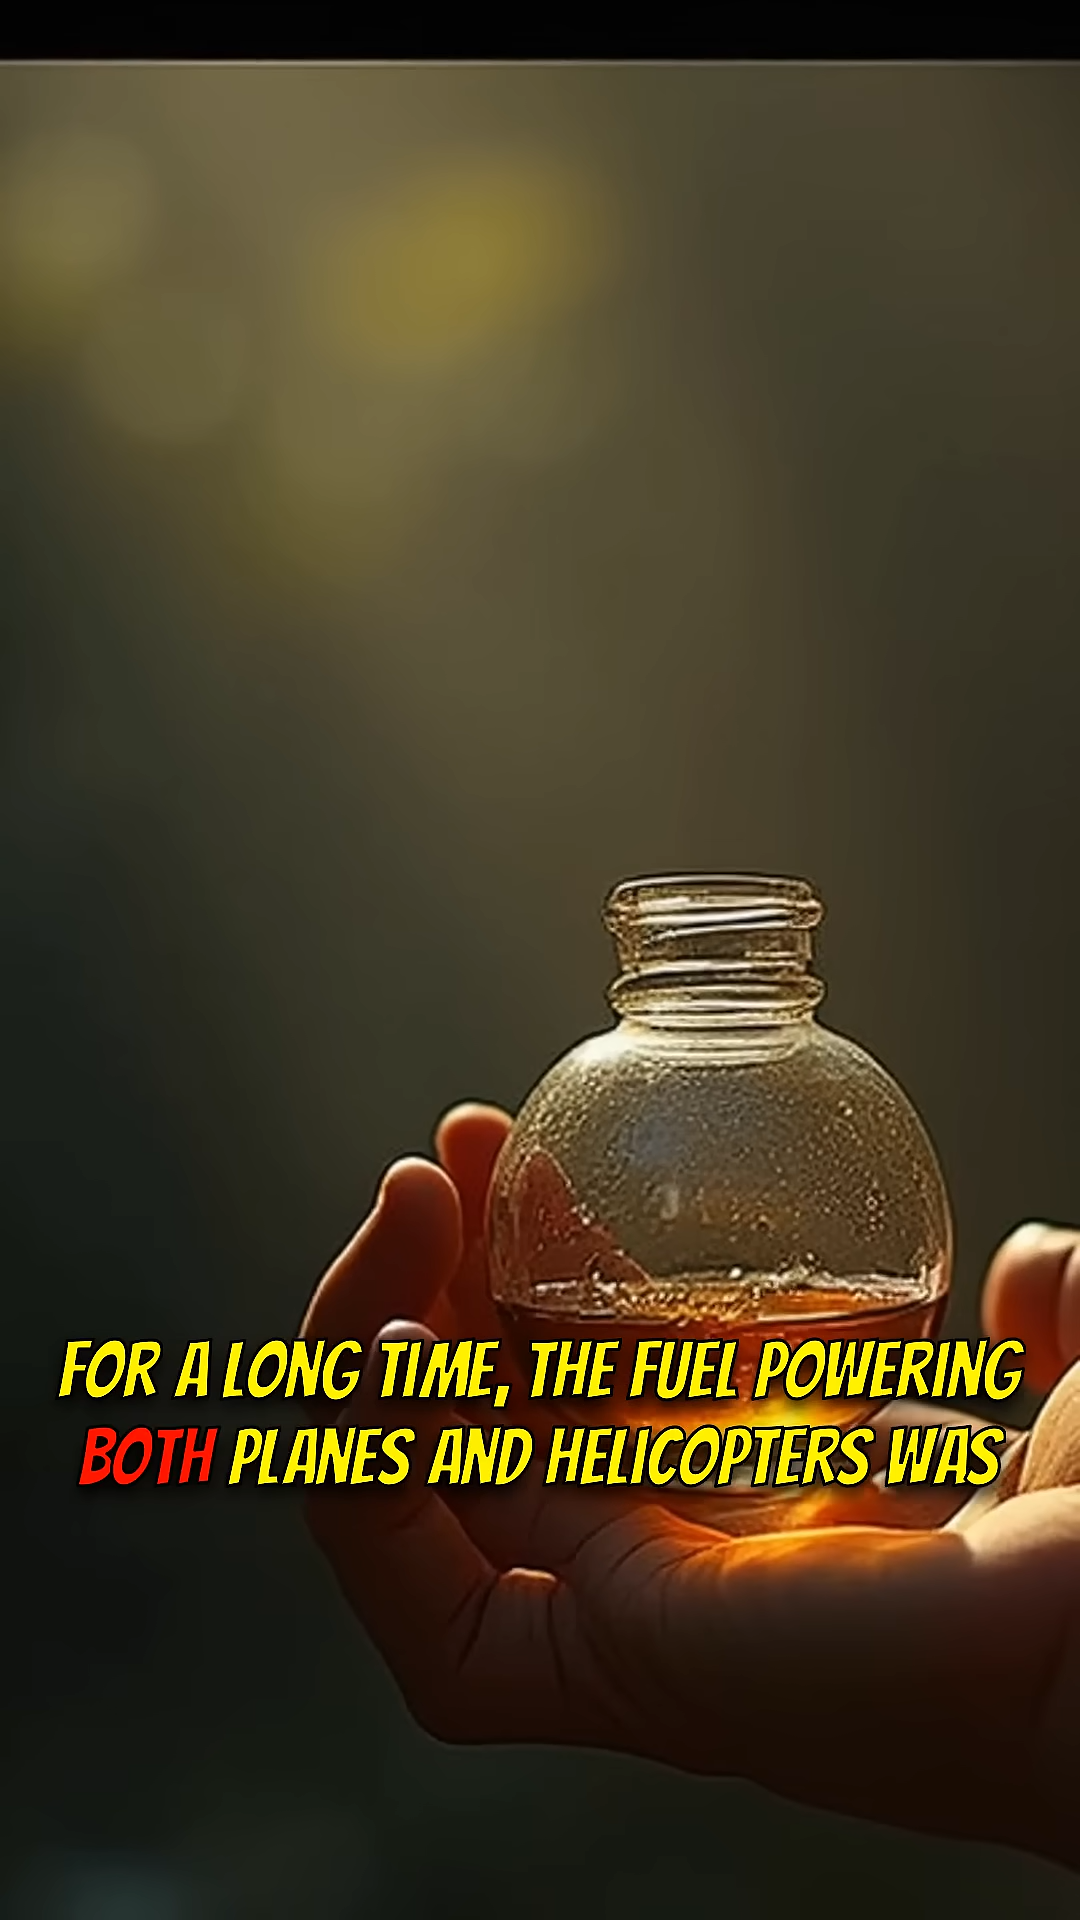 FOR A LONG TIME, THE FUEL POWERING
BOTH PLANES AND HELICOPTERS WAS